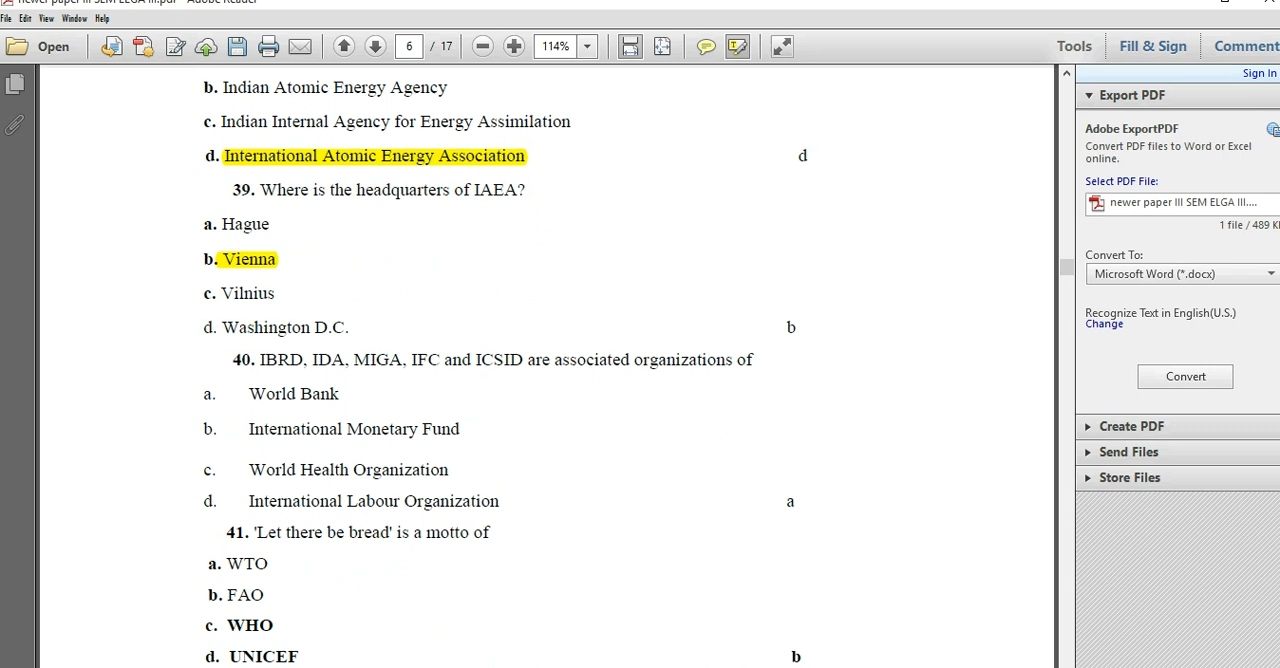 newer paper III SEM ELGA III.pdf - Adobe Reader
File Edit View Window Help
Open 6 / 17 114% Tools Fill & Sign Comment
Sign In
b. Indian Atomic Energy Agency
c. Indian Internal Agency for Energy Assimilation
d. International Atomic Energy Association d
39. Where is the headquarters of IAEA?
a. Hague
b. Vienna
c. Vilnius
d. Washington D.C. b
40. IBRD, IDA, MIGA, IFC and ICSID are associated organizations of
a. World Bank
b. International Monetary Fund
c. World Health Organization
d. International Labour Organization a
41. 'Let there be bread' is a motto of
a. WTO
b. FAO
c. WHO
d. UNICEF b
Export PDF
Adobe ExportPDF
Convert PDF files to Word or Excel
online.
Select PDF File:
newer paper III SEM ELGA III....
1 file / 489 K
Convert To:
Microsoft Word (*.docx)
Recognize Text in English(U.S.)
Change
Convert
Create PDF
Send Files
Store Files